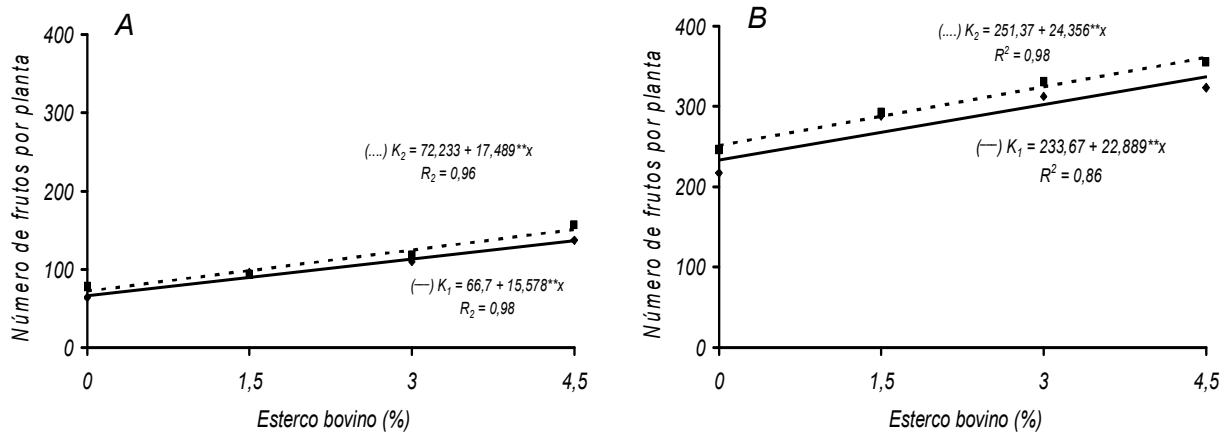 A
Número de frutos por planta
400
300
200
100
0
(....) K₂ = 72,233 + 17,489**x
R₂ = 0,96
(—) K₁ = 66,7 + 15,578**x
R₂ = 0,98
0 1,5 3 4,5
Esterco bovino (%)
B
Número de frutos por planta
400
300
200
100
0
(....) K₂ = 251,37 + 24,356**x
R² = 0,98
(—) K₁ = 233,67 + 22,889**x
R² = 0,86
0 1,5 3 4,5
Esterco bovino (%)